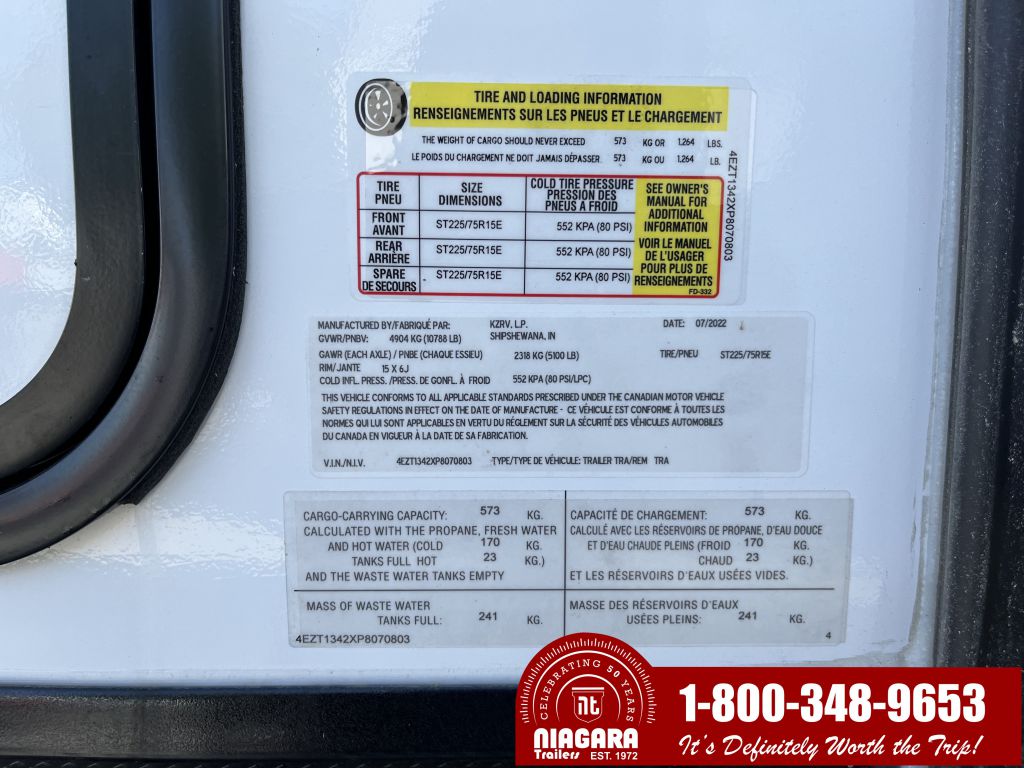 TIRE AND LOADING INFORMATION
RENSEIGNEMENTS SUR LES PNEUS ET LE CHARGEMENT
THE WEIGHT OF CARGO SHOULD NEVER EXCEED 573 KG OR 1,264 LBS.
LE POIDS DU CHARGEMENT NE DOIT JAMAIS DÉPASSER 573 KG OU 1,264 LB.
TIRE SIZE COLD TIRE PRESSURE
PNEU DIMENSIONS PRESSION DES
PNEUS A FROID
FRONT
AVANT ST225/75R15E 552 KPA (80 PSI)
REAR
ARRIÈRE ST225/75R15E 552 KPA (80 PSI)
SPARE
DE SECOURS ST225/75R15E 552 KPA (80 PSI)
SEE OWNER'S
MANUAL FOR
ADDITIONAL
INFORMATION
VOIR LE MANUEL
DE L'USAGER
POUR PLUS DE
RENSEIGNEMENTS
FD-332
4EZT1342XP8070803
MANUFACTURED BY/FABRIQUÉ PAR: KZRV, L.P. DATE: 07/2022
GVWR/PNBV: 4904 KG (10788 LB) SHIPSHEWANA, IN
GAWR (EACH AXLE) / PNBE (CHAQUE ESSIEU) 2318 KG (5100 LB) TIRE/PNEU ST225/75R15E
RIM/JANTE 15 X 6J
COLD INFL. PRESS. /PRESS. DE GONFL. À FROID 552 KPA (80 PSI/LPC)
THIS VEHICLE CONFORMS TO ALL APPLICABLE STANDARDS PRESCRIBED UNDER THE CANADIAN MOTOR VEHICLE
SAFETY REGULATIONS IN EFFECT ON THE DATE OF MANUFACTURE - CE VÉHICULE EST CONFORME À TOUTES LES
NORMES QUI LUI SONT APPLICABLES EN VERTU DU RÉGLEMENT SUR LA SÉCURITÉ DES VÉHICULES AUTOMOBILES
DU CANADA EN VIGUEUR À LA DATE DE SA FABRICATION.
V.I.N./N.I.V. 4EZT1342XP8070803 TYPE/TYPE DE VÉHICULE: TRAILER TRA/REM TRA
CARGO-CARRYING CAPACITY: 573 KG.
CALCULATED WITH THE PROPANE, FRESH WATER
AND HOT WATER (COLD 170 KG.
TANKS FULL HOT 23 KG.)
AND THE WASTE WATER TANKS EMPTY
CAPACITÉ DE CHARGEMENT: 573 KG.
CALCULÉ AVEC LES RÉSERVOIRS DE PROPANE, D'EAU DOUCE
ET D'EAU CHAUDE PLEINS (FROID 170 KG.
CHAUD 23 KG.)
ET LES RÉSERVOIRS D'EAUX USÉES VIDES.
MASS OF WASTE WATER
TANKS FULL: 241 KG.
4EZT1342XP8070803
MASSE DES RÉSERVOIRS D'EAUX
USÉES PLEINS: 241 KG.
4
CELEBRATING 50 YEARS
nt
NIAGARA
Trailers EST. 1972
1-800-348-9653
It's Definitely Worth the Trip!